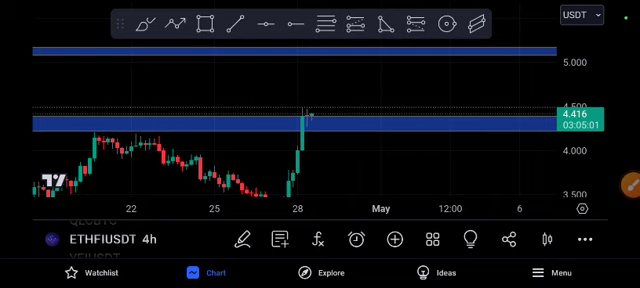 USDT
5.000
4.500
4.416
03:05:01
4.000
3.500
22 25 28 May 12:00 6
ETHFIUSDT 4h
Watchlist Chart Explore Ideas Menu